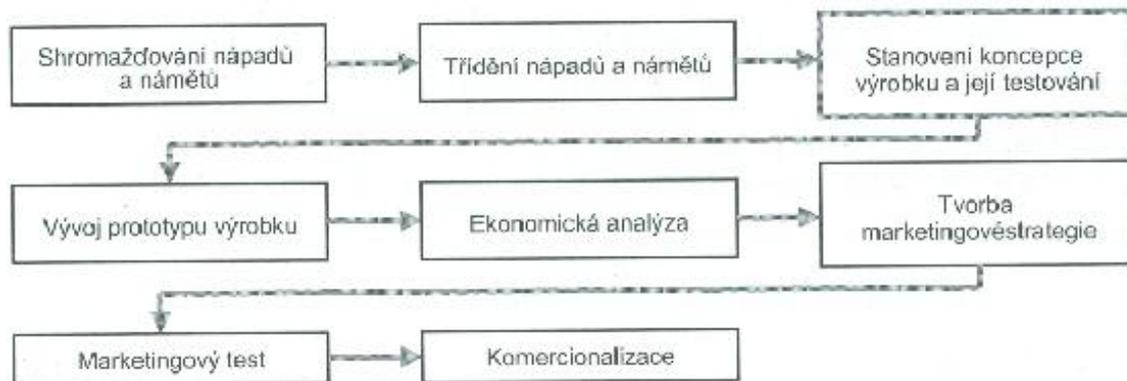 Shromažďování nápadů
a námětů
Třídění nápadů a námětů
Stanovení koncepce
výrobku a její testování
Vývoj prototypu výrobku
Ekonomická analýza
Tvorba
marketingovéstrategie
Marketingový test
Komercionalizace